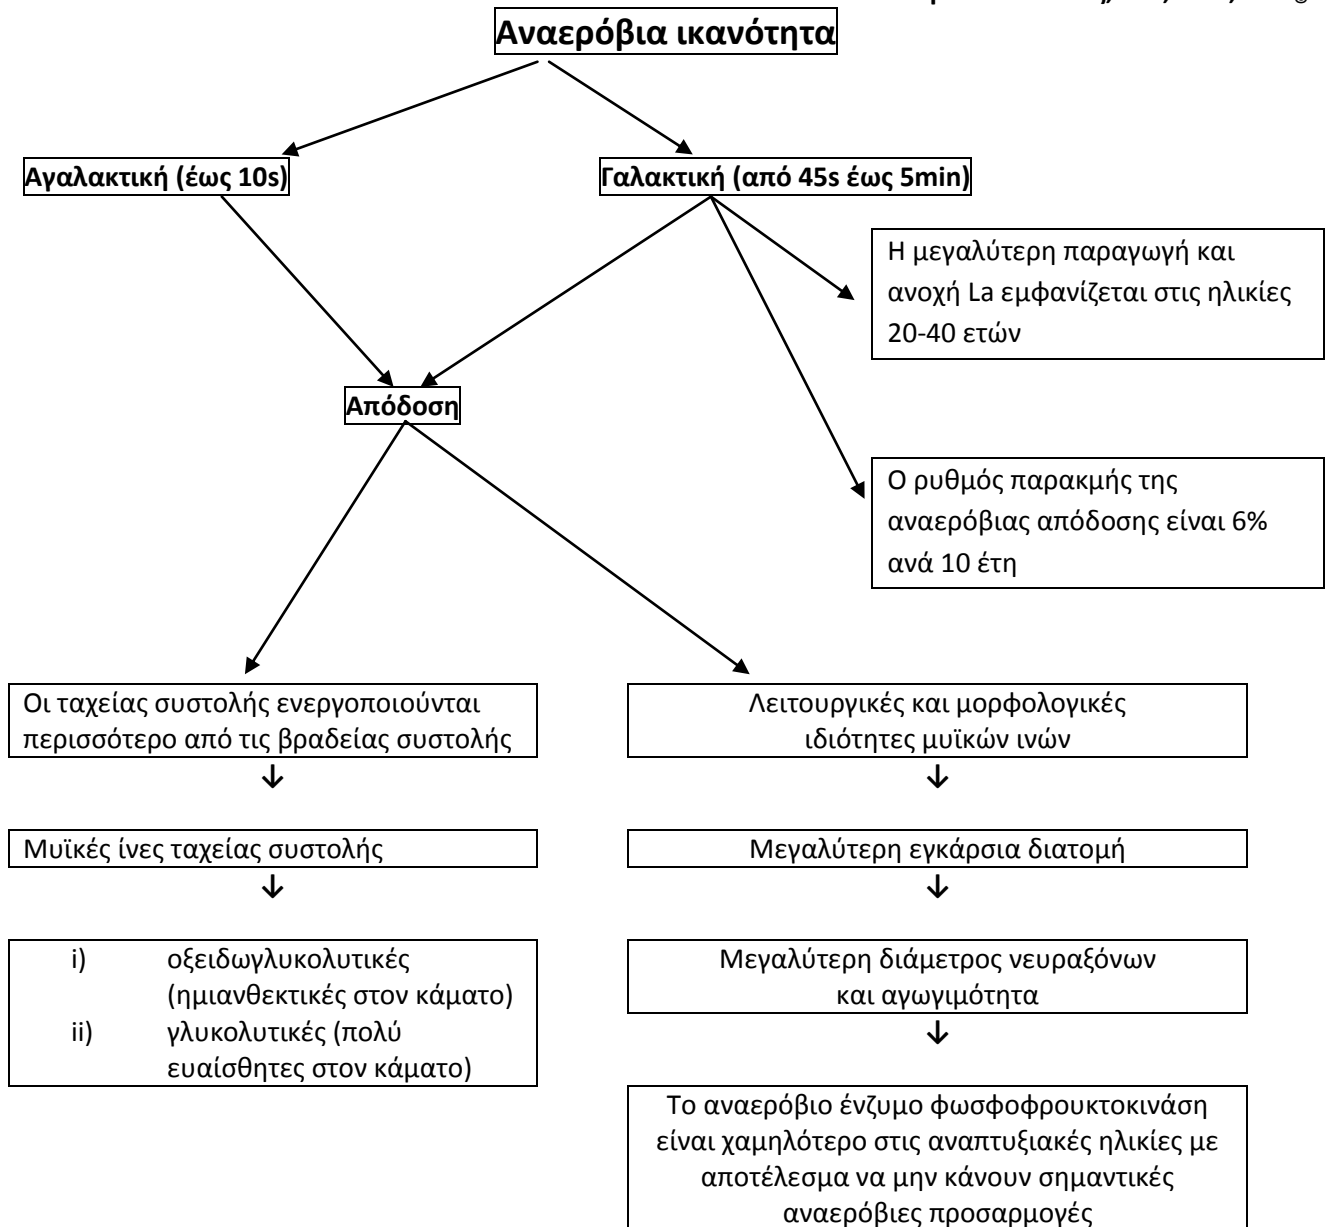 Αναερόβια ικανότητα
Αγαλακτική (έως 10s)
Γαλακτική (από 45s έως 5min)
Η μεγαλύτερη παραγωγή και
ανοχή La εμφανίζεται στις ηλικίες
20-40 ετών
Απόδοση
Ο ρυθμός παρακμής της
αναερόβιας απόδοσης είναι 6%
ανά 10 έτη
Οι ταχείας συστολής ενεργοποιούνται
περισσότερο από τις βραδείας συστολής
Μυϊκές ίνες ταχείας συστολής
i) οξειδωγλυκολυτικές
(ημιανθεκτικές στον κάματο)
ii) γλυκολυτικές (πολύ
ευαίσθητες στον κάματο)
Λειτουργικές και μορφολογικές
ιδιότητες μυϊκών ινών
Μεγαλύτερη εγκάρσια διατομή
Μεγαλύτερη διάμετρος νευραξόνων
και αγωγιμότητα
Το αναερόβιο ένζυμο φωσφοφρουκτοκινάση
είναι χαμηλότερο στις αναπτυξιακές ηλικίες με
αποτέλεσμα να μην κάνουν σημαντικές
αναερόβιες προσαρμογές